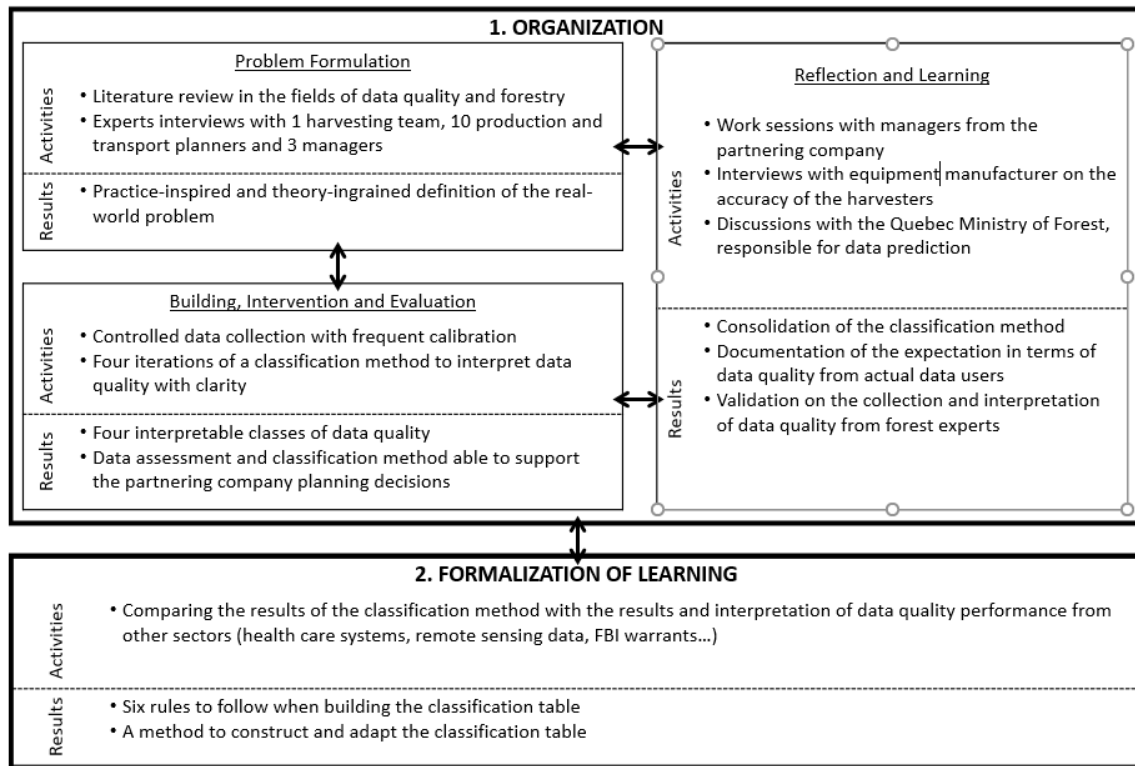 1. ORGANIZATION
Problem Formulation
Activities
• Literature review in the fields of data quality and forestry
• Experts interviews with 1 harvesting team, 10 production and
transport planners and 3 managers
Results
• Practice-inspired and theory-ingrained definition of the real-
world problem
Building, Intervention and Evaluation
Activities
• Controlled data collection with frequent calibration
• Four iterations of a classification method to interpret data
quality with clarity
Results
• Four interpretable classes of data quality
• Data assessment and classification method able to support
the partnering company planning decisions
Reflection and Learning
Activities
• Work sessions with managers from the
partnering company
• Interviews with equipment manufacturer on the
accuracy of the harvesters
• Discussions with the Quebec Ministry of Forest,
responsible for data prediction
Results
• Consolidation of the classification method
• Documentation of the expectation in terms of
data quality from actual data users
• Validation on the collection and interpretation
of data quality from forest experts
2. FORMALIZATION OF LEARNING
Activities
• Comparing the results of the classification method with the results and interpretation of data quality performance from
other sectors (health care systems, remote sensing data, FBI warrants…)
Results
• Six rules to follow when building the classification table
• A method to construct and adapt the classification table